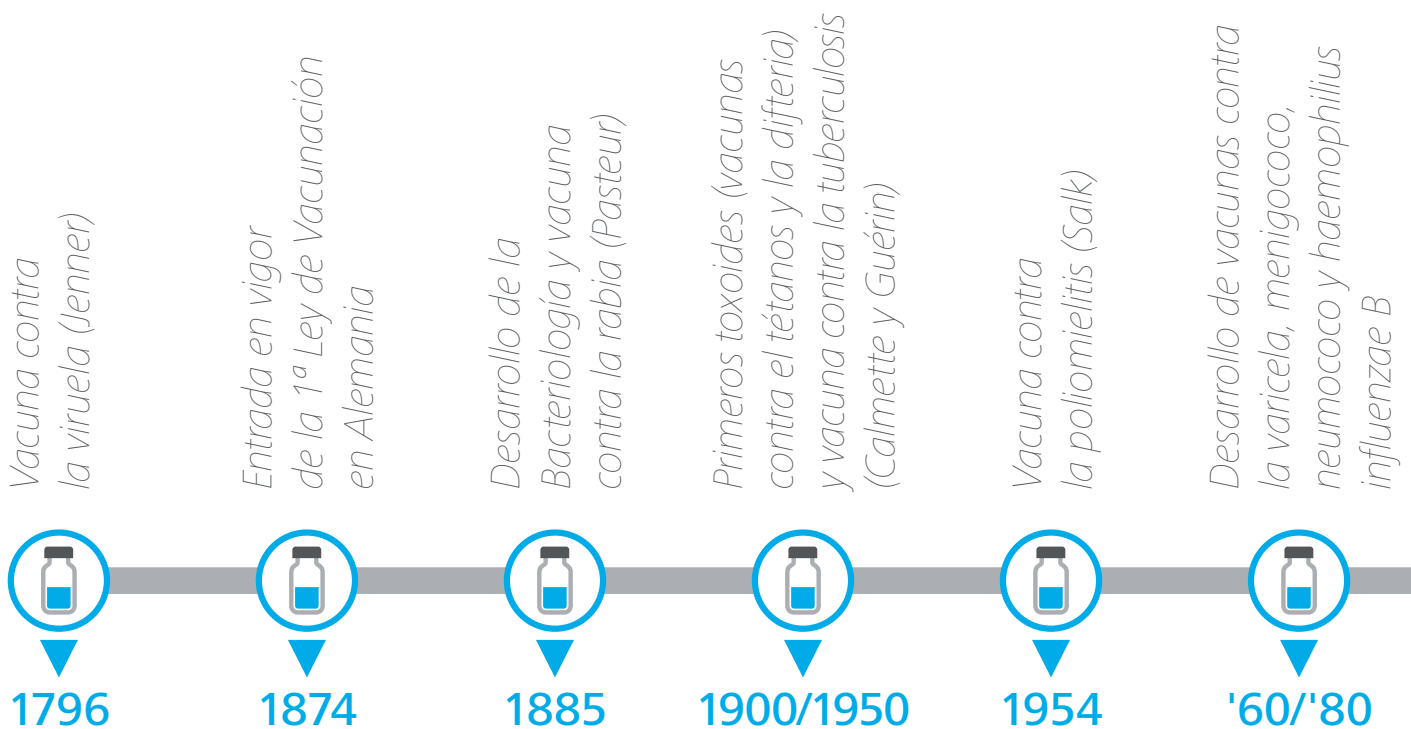 Vacuna contra
la viruela (Jenner)
1796
Entrada en vigor
de la 1ª Ley de Vacunación
en Alemania
1874
Desarrollo de la
Bacteriología y vacuna
contra la rabia (Pasteur)
1885
Primeros toxoides (vacunas
contra el tétanos y la difteria)
y vacuna contra la tuberculosis
(Calmette y Guérin)
1900/1950
Vacuna contra
la poliomielitis (Salk)
1954
Desarrollo de vacunas contra
la varicela, menigococo,
neumococo y haemophilius
influenzae B
'60/'80